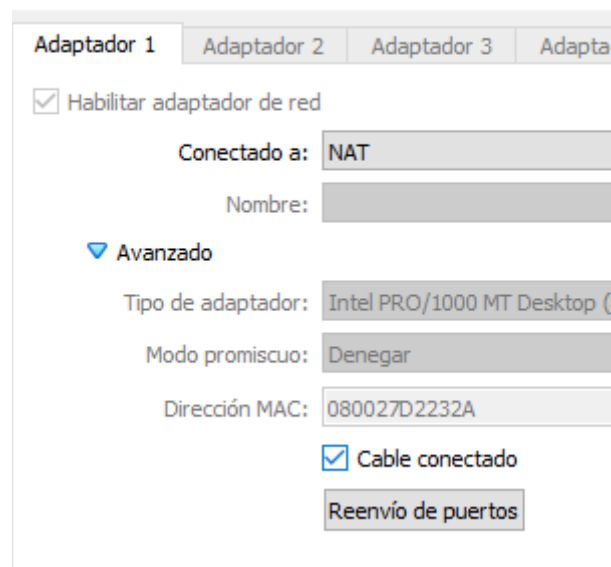 Adaptador 1 Adaptador 2 Adaptador 3 Adapta
Habilitar adaptador de red
Conectado a: NAT
Nombre:
Avanzado
Tipo de adaptador: Intel PRO/1000 MT Desktop (
Modo promiscuo: Denegar
Dirección MAC: 080027D2232A
Cable conectado
Reenvío de puertos